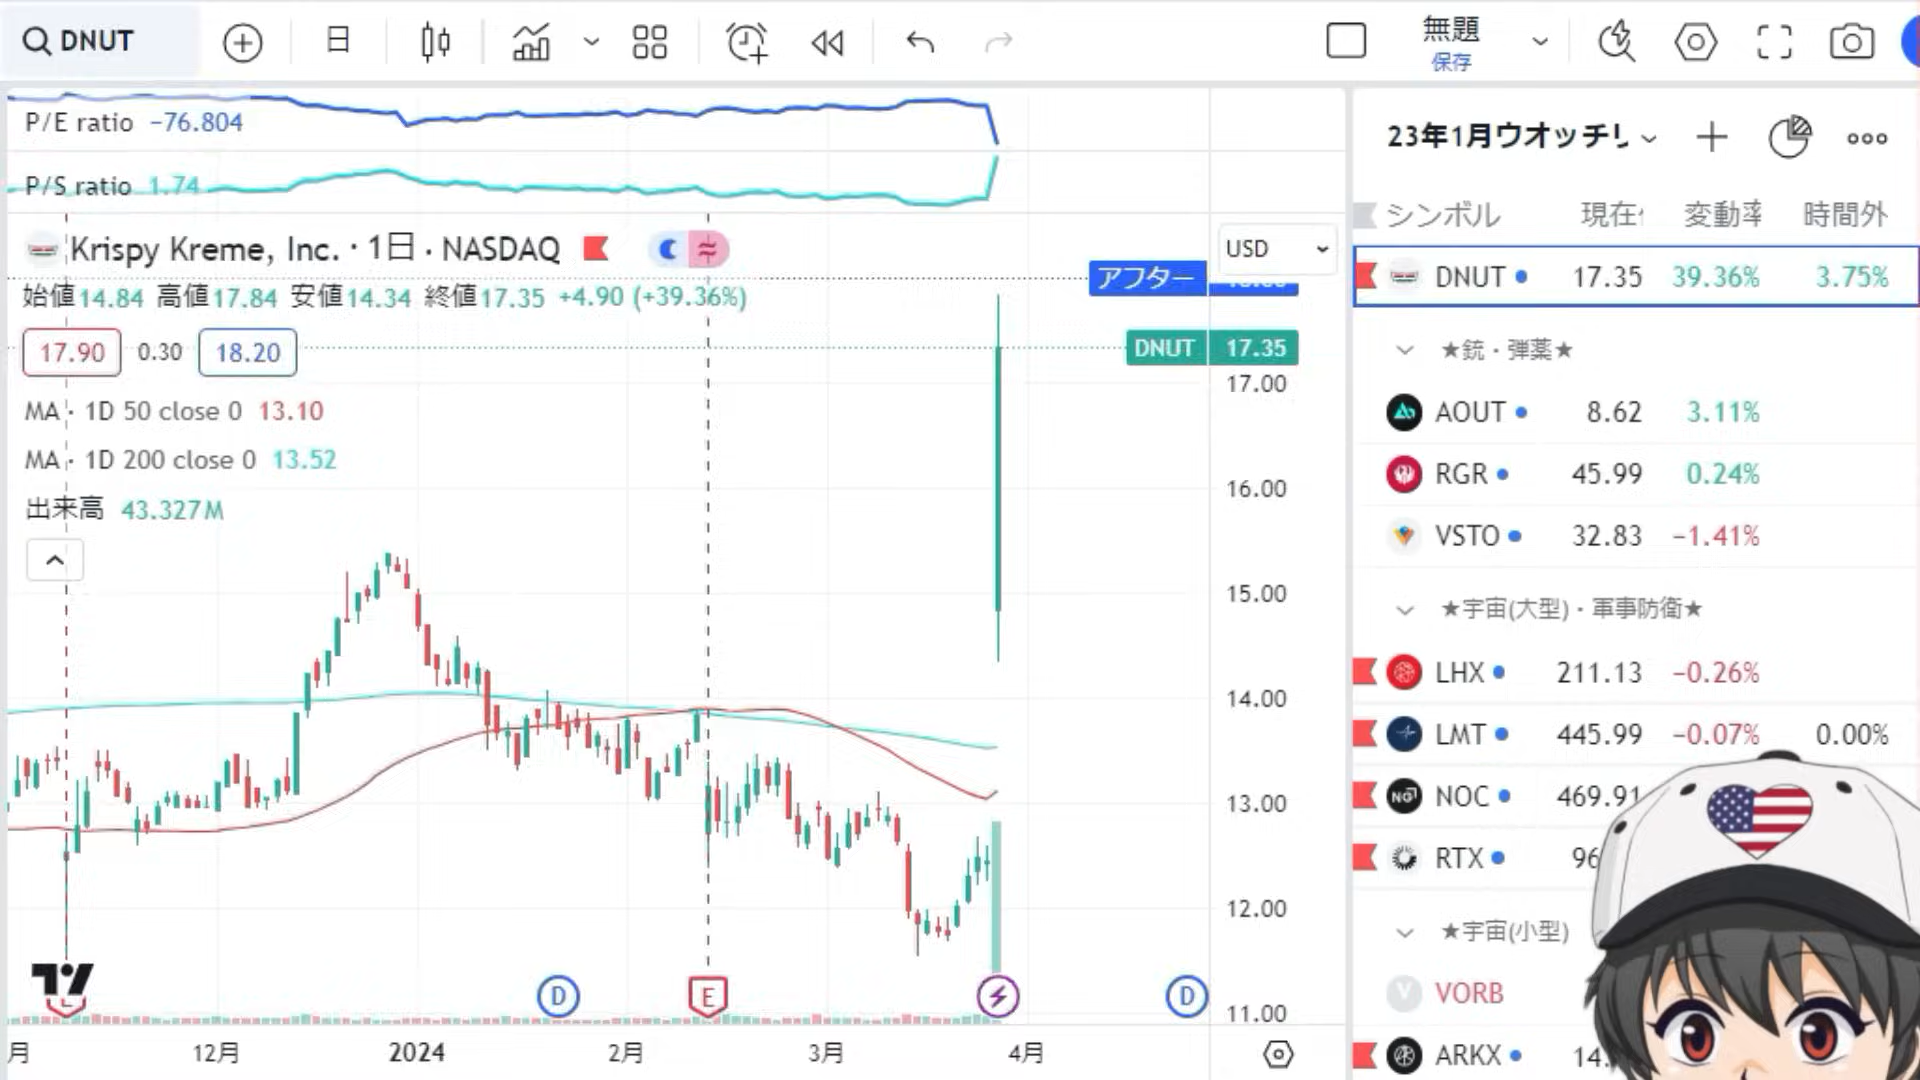 DNUT
日
無題
保存
P/E ratio −76.804
P/S ratio 1.74
Krispy Kreme, Inc. · 1日 · NASDAQ
USD
アフター
始値14.84 高値17.84 安値14.34 終値17.35 +4.90 (+39.36%)
17.90 0.30 18.20
DNUT 17.35
MA · 1D 50 close 0 13.10
MA · 1D 200 close 0 13.52
出来高 43.327M
17.00
16.00
15.00
14.00
13.00
12.00
11.00
D
E
D
12月
2024
2月
3月
4月
23年1月ウオッチリ
シンボル 現在 変動率 時間外
DNUT 17.35 39.36% 3.75%
★銃・弾薬★
AOUT 8.62 3.11%
RGR 45.99 0.24%
VSTO 32.83 −1.41%
★宇宙(大型)・軍事防衛★
LHX 211.13 −0.26%
LMT 445.99 −0.07% 0.00%
NOC 469.91
RTX 96
★宇宙(小型)
V VORB
ARKX 14.